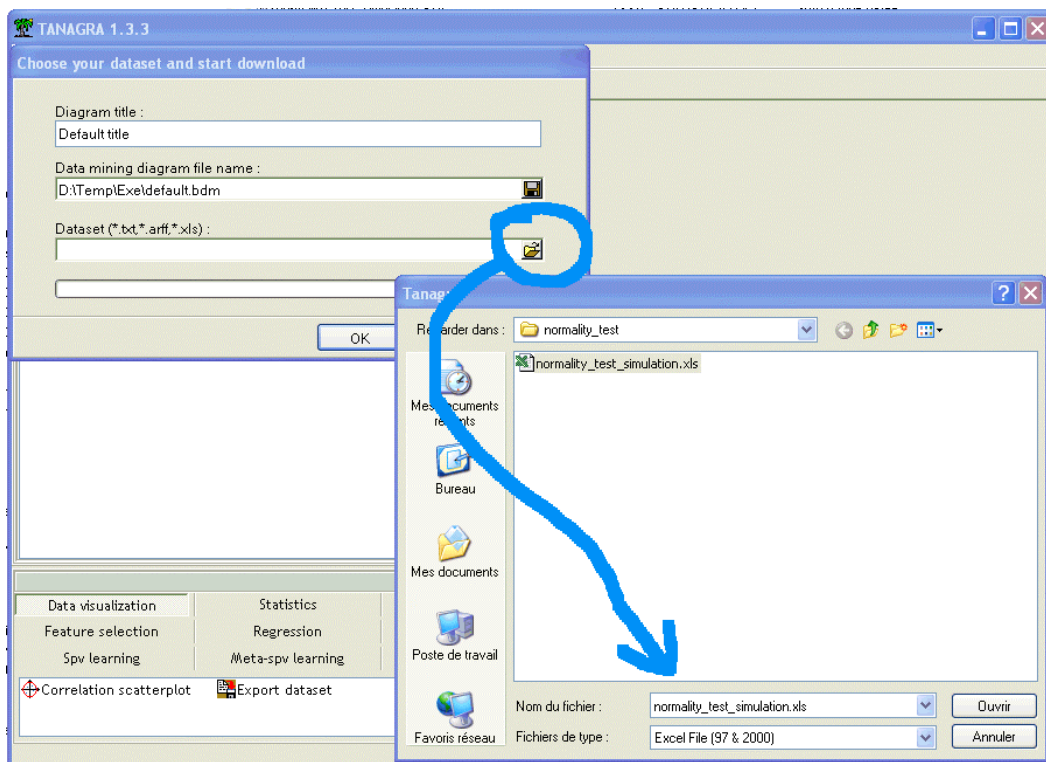 TANAGRA 1.3.3
Choose your dataset and start download
Diagram title :
Default title
Data mining diagram file name :
D:\Temp\Exe\default.bdm
Dataset (*.txt,*.arff,*.xls) :
OK
Regarder dans :
normality_test
normality_test_simulation.xls
Mes documents
récents
Bureau
Mes documents
Poste de travail
Favoris réseau
Nom du fichier :
normality_test_simulation.xls
Ouvrir
Fichiers de type :
Excel File (97 & 2000)
Annuler
Data visualization
Statistics
Feature selection
Regression
Spv learning
Meta-spv learning
Correlation scatterplot
Export dataset